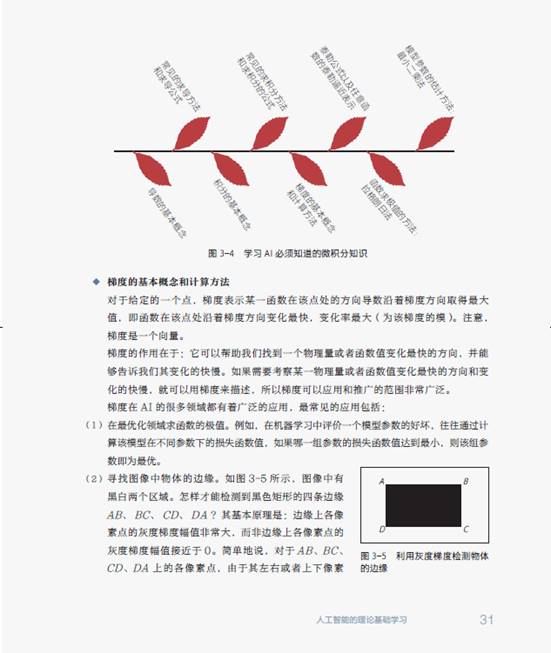 常见的求导方法
和求导公式
常见的求积分方法
和求积分的公式
泰勒公式以及任意函
数的泰勒逼近表示
模型参数的估计方法:
最小二乘法
导数的基本概念
积分的基本概念
梯度的基本概念
和计算方法
函数求极值的方法:
拉格朗日法
图 3-4 学习 AI 必须知道的微积分知识
◆ 梯度的基本概念和计算方法
对于给定的一个点，梯度表示某一函数在该点处的方向导数沿着梯度方向取得最大
值，即函数在该点处沿着梯度方向变化最快，变化率最大（为该梯度的模）。注意，
梯度是一个向量。
梯度的作用在于：它可以帮助我们找到一个物理量或者函数值变化最快的方向，并能
够告诉我们其变化的快慢。如果需要考察某一物理量或者函数值变化最快的方向和变
化的快慢，就可以用梯度来描述，所以梯度可以应用和推广的范围非常广泛。
梯度在 AI 的很多领域都有着广泛的应用，最常见的应用包括：
（1）在最优化领域求函数的极值。例如，在机器学习中评价一个模型参数的好坏，往往通过计
算该模型在不同参数下的损失函数值，如果哪一组参数的损失函数值达到最小，则该组参
数即为最优。
（2）寻找图像中物体的边缘。如图 3-5 所示，图像中有
黑白两个区域。怎样才能检测到黑色矩形的四条边缘
AB、BC、CD、DA？其基本原理是：边缘上各像
素点的灰度梯度幅值非常大，而非边缘上各像素点的
灰度梯度幅值接近于 0。简单地说，对于 AB、BC、
CD、DA 上的各像素点，由于其左右或者上下像素
A B
D C
图 3-5 利用灰度梯度检测物体
的边缘
人工智能的理论基础学习 31